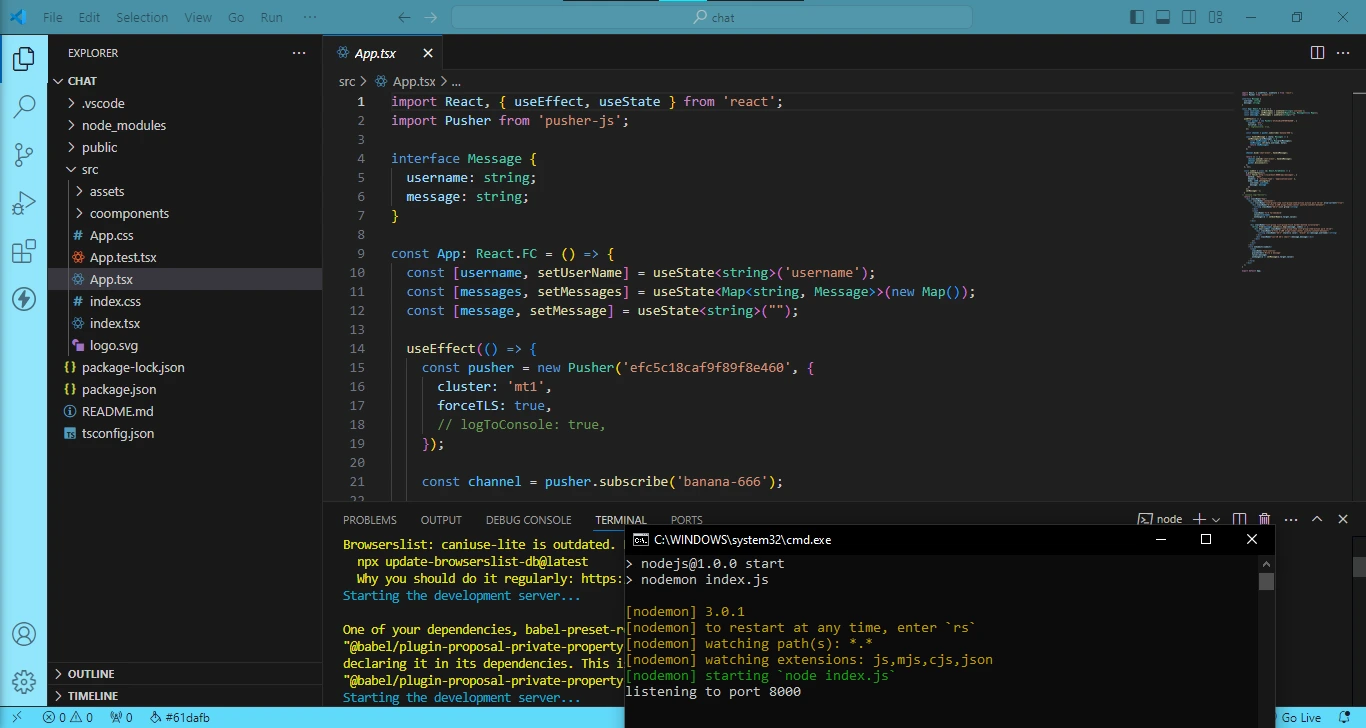 File Edit Selection View Go Run ···
chat
EXPLORER ···
CHAT
.vscode
node_modules
public
src
assets
coomponents
# App.css
App.test.tsx
App.tsx
# index.css
index.tsx
logo.svg
{} package-lock.json
{} package.json
README.md
TS tsconfig.json
OUTLINE
TIMELINE
App.tsx
src > App.tsx > ...
1 import React, { useEffect, useState } from 'react';
2 import Pusher from 'pusher-js';
3
4 interface Message {
5 username: string;
6 message: string;
7 }
8
9 const App: React.FC = () => {
10 const [username, setUserName] = useState<string>('username');
11 const [messages, setMessages] = useState<Map<string, Message>>(new Map());
12 const [message, setMessage] = useState<string>("");
13
14 useEffect(() => {
15 const pusher = new Pusher('efc5c18caf9f89f8e460', {
16 cluster: 'mt1',
17 forceTLS: true,
18 // logToConsole: true,
19 });
20
21 const channel = pusher.subscribe('banana-666');
22
PROBLEMS OUTPUT DEBUG CONSOLE TERMINAL PORTS
node
Browserslist: caniuse-lite is outdated.
npx update-browserslist-db@latest
Why you should do it regularly: https:
Starting the development server...
One of your dependencies, babel-preset-r
"@babel/plugin-proposal-private-property
declaring it in its dependencies. This i
"@babel/plugin-proposal-private-property
Starting the development server...
C:\WINDOWS\system32\cmd.exe
> nodejs@1.0.0 start
> nodemon index.js
[nodemon] 3.0.1
[nodemon] to restart at any time, enter `rs`
[nodemon] watching path(s): *.*
[nodemon] watching extensions: js,mjs,cjs,json
[nodemon] starting `node index.js`
listening to port 8000
0 0 0 #61dafb
Go Live